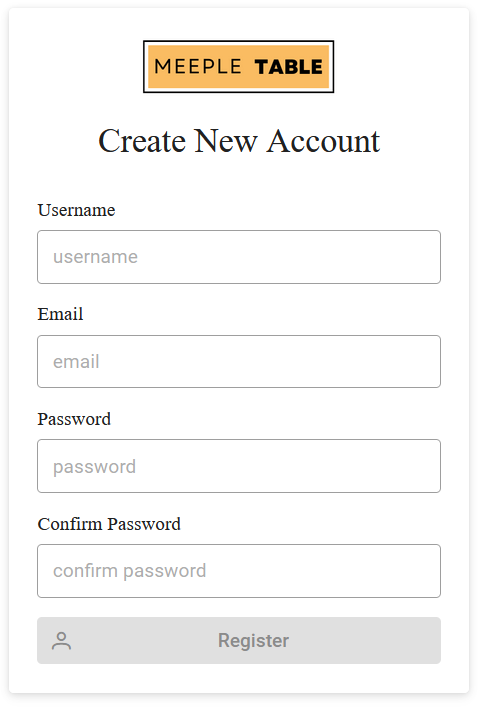 MEEPLE TABLE
Create New Account
Username
username
Email
email
Password
password
Confirm Password
confirm password
Register